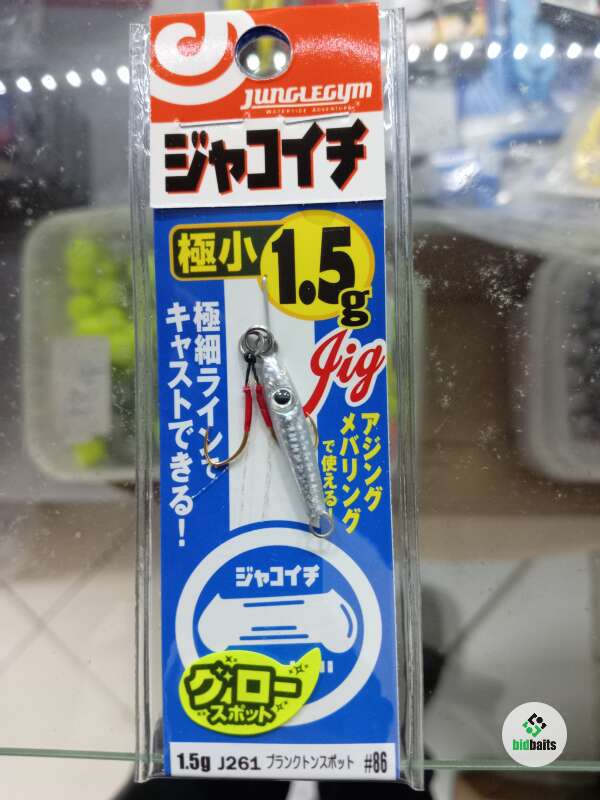 JUNGLEGYM
WATERSIDE ADVENTURE
ジャコイチ
極小
1.5g
Jig
極細ラインで
キャストできる!
アジング
メバリング
で使える!
ジャコイチ
グロー
スポット
1.5g J261 プランクトンスポット #86
bidbaits